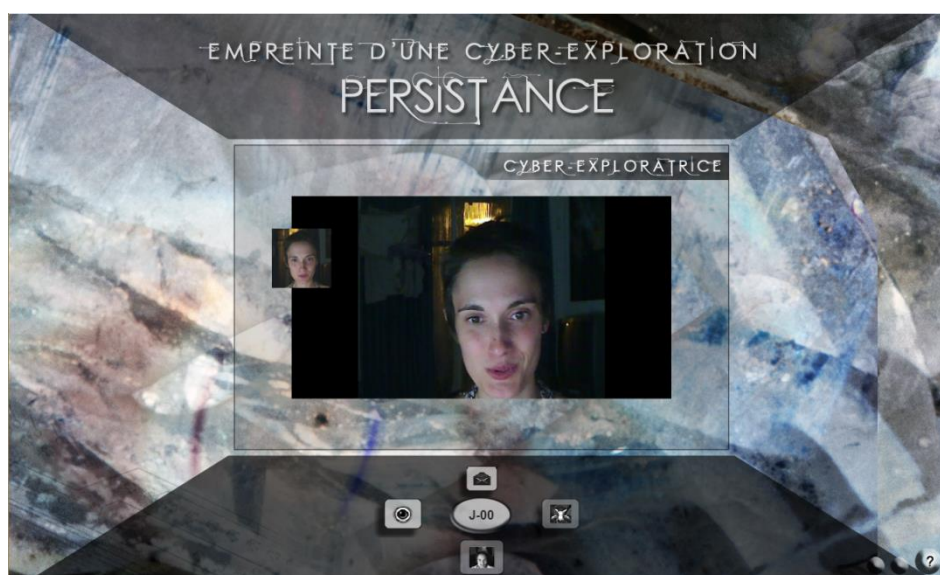 EMPREINTE D'UNE CYBER-EXPLORATION
PERSISTANCE
CYBER-EXPLORATRICE
J-00
?